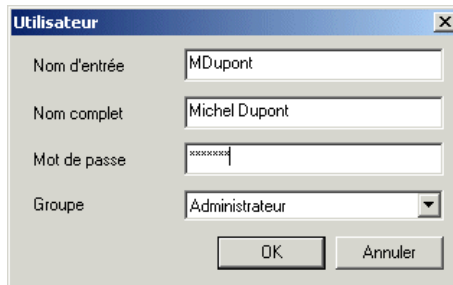 Utilisateur
Nom d'entrée MDupont
Nom complet Michel Dupont
Mot de passe *******
Groupe Administrateur
OK Annuler